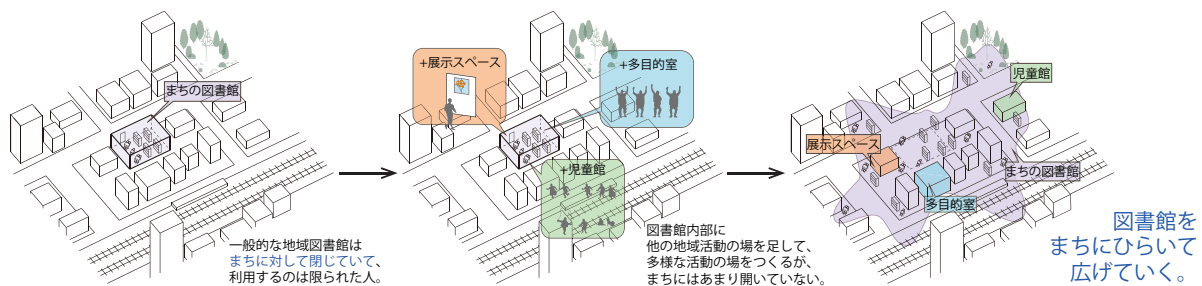 まちの図書館
一般的な地域図書館は
まちに対して閉じていて、
利用するのは限られた人。
+展示スペース
+多目的室
+児童館
図書館内部に
他の地域活動の場を足して、
多様な活動の場をつくるが、
まちにはあまり開いていない。
児童館
展示スペース
まちの図書館
多目的室
図書館を
まちにひらいて
広げていく。